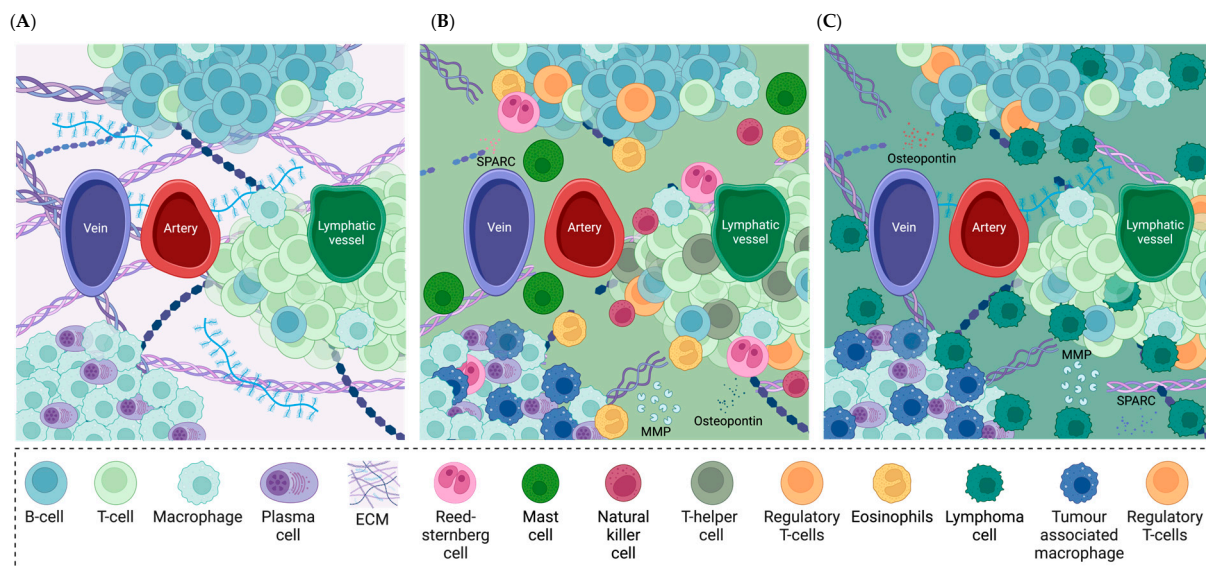 (A)
(B)
(C)
Vein
Artery
Lymphatic
vessel
SPARC
Vein
Artery
Lymphatic
vessel
MMP
Osteopontin
Osteopontin
Vein
Artery
Lymphatic
vessel
MMP
SPARC
B-cell
T-cell
Macrophage
Plasma
cell
ECM
Reed-
sternberg
cell
Mast
cell
Natural
killer
cell
T-helper
cell
Regulatory
T-cells
Eosinophils
Lymphoma
cell
Tumour
associated
macrophage
Regulatory
T-cells